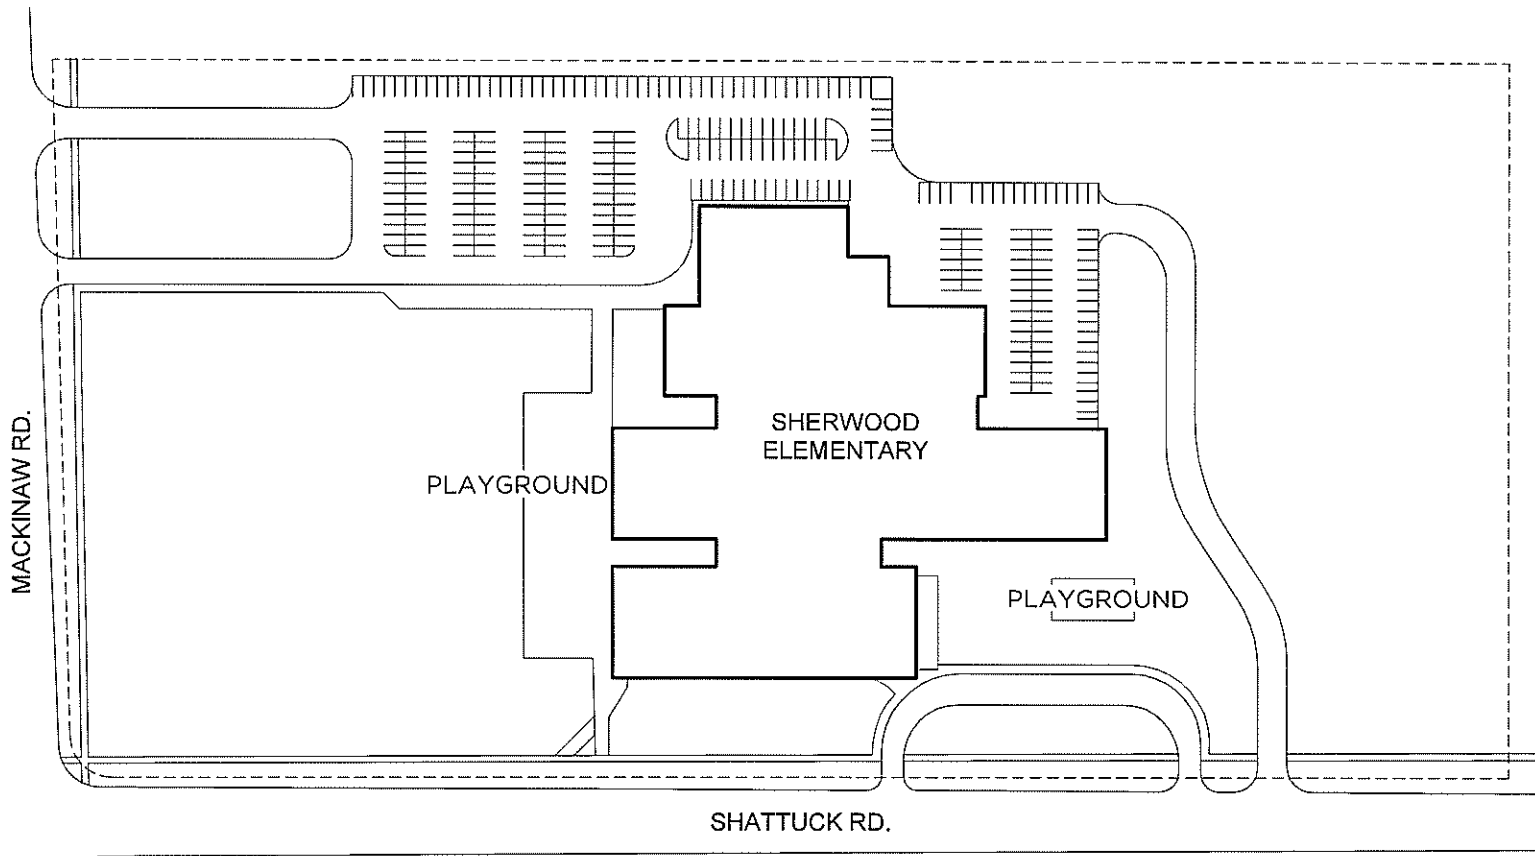 SHERWOOD
ELEMENTARY
MACKINAW RD.
PLAYGROUND
PLAYGROUND
SHATTUCK RD.